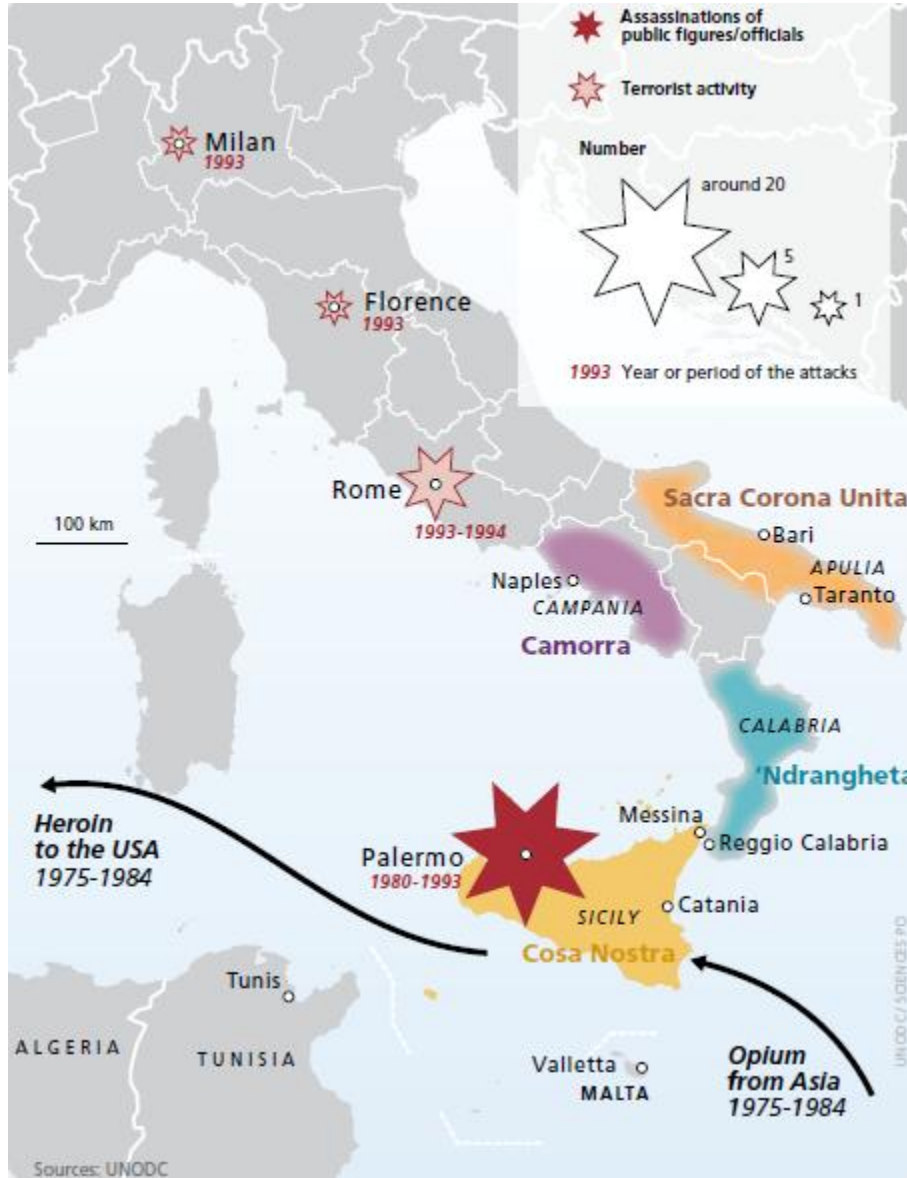 Assassinations of
public figures/officials
Terrorist activity
Number
around 20
5
1
1993 Year or period of the attacks
Milan
1993
Florence
1993
Rome
1993-1994
100 km
Sacra Corona Unita
Bari
APULIA
Taranto
Naples
CAMPANIA
Camorra
CALABRIA
'Ndrangheta
Messina
Reggio Calabria
Palermo
1980-1993
SICILY
Catania
Cosa Nostra
Heroin
to the USA
1975-1984
Tunis
ALGERIA
TUNISIA
Valletta
MALTA
Opium
from Asia
1975-1984
UNODC/ SCIENCES PO
Sources: UNODC